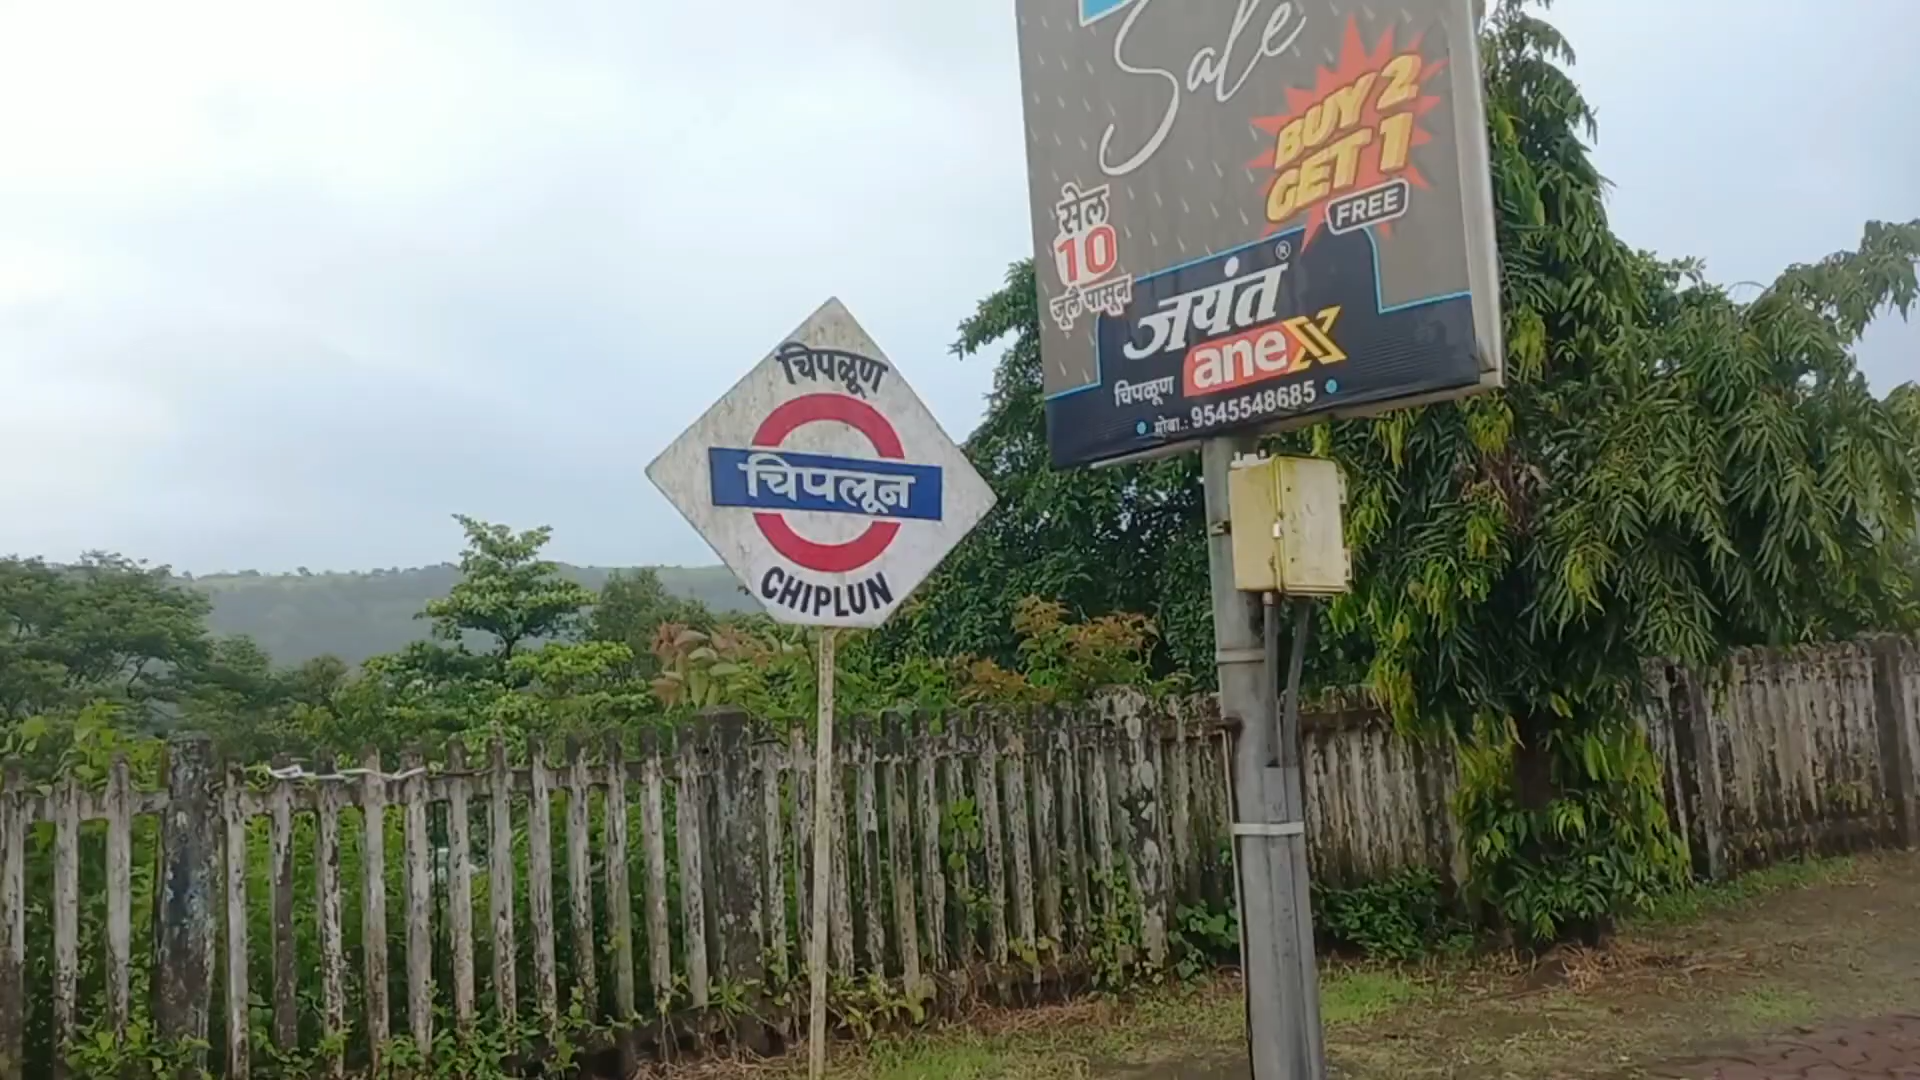 चिपळूण
चिपलून
CHIPLUN
Sale
BUY 2
GET 1
FREE
सेल
10
जूलै पासून
जयंत®
aneX
चिपळूण
मोबा.: 9545548685